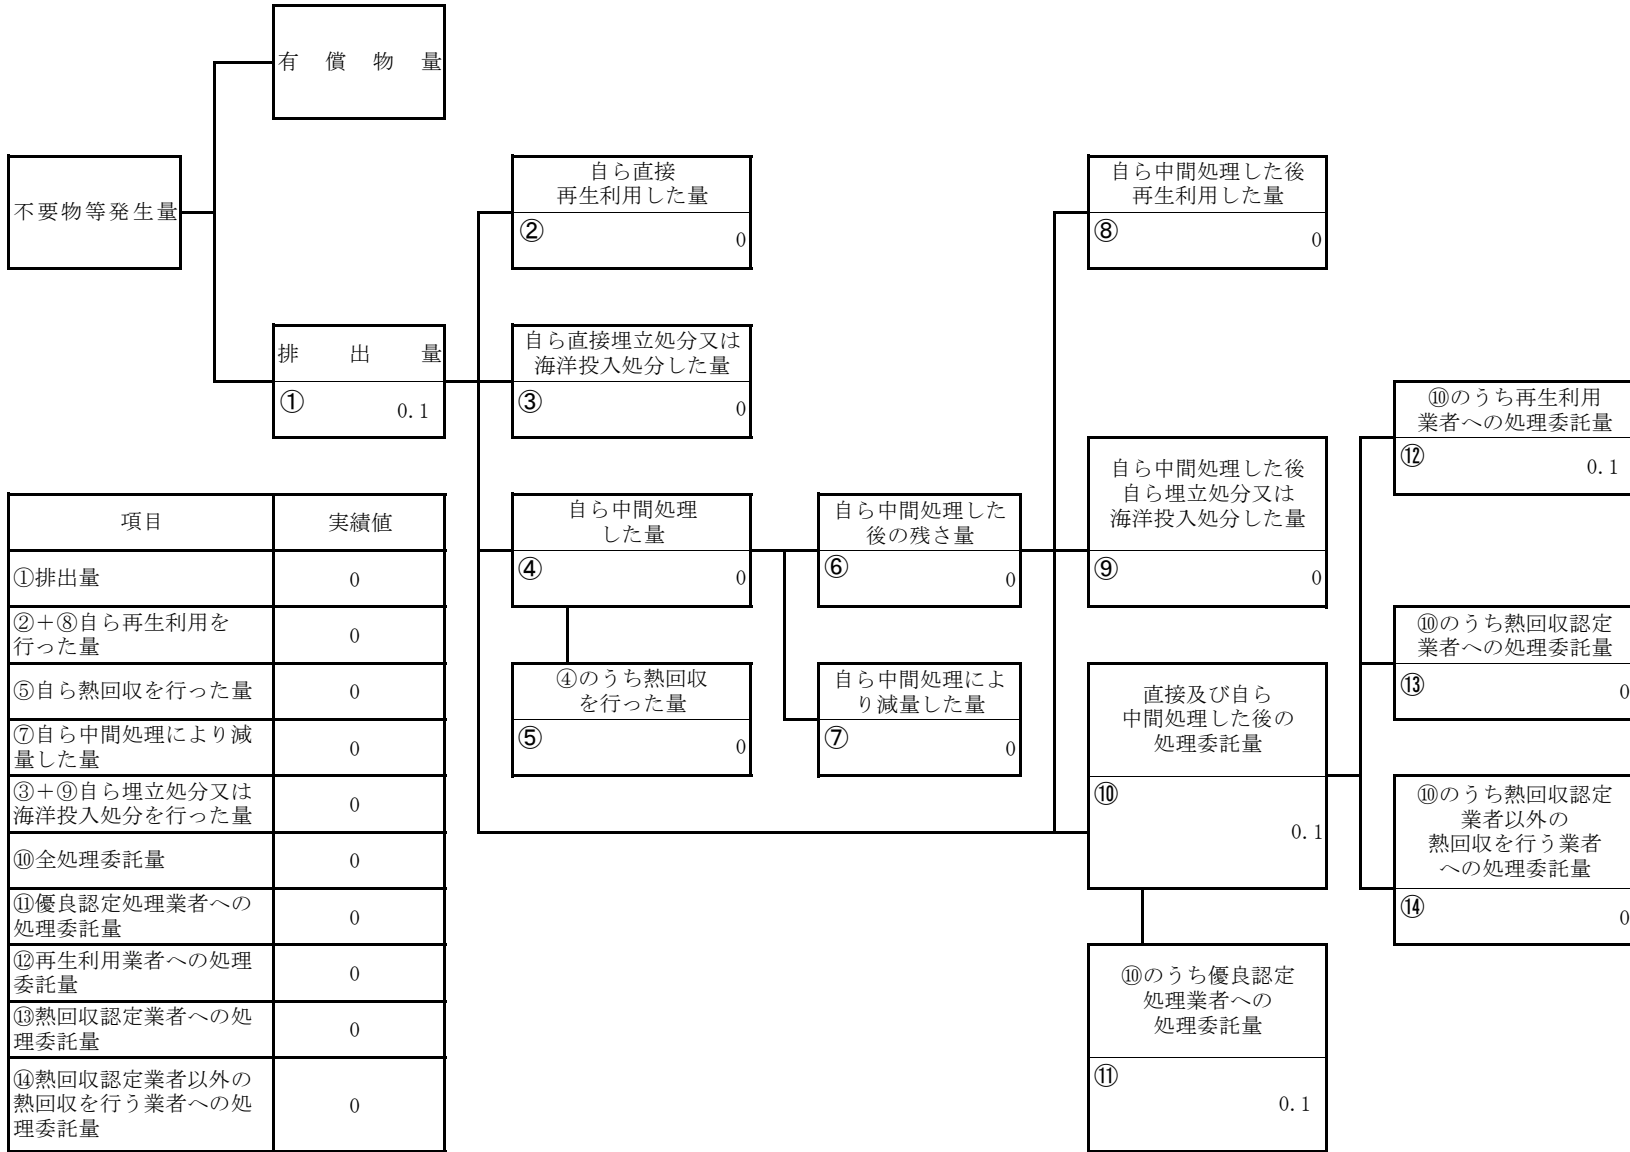 有償物量
不要物等発生量
排出量
① 0.1
自ら直接
再生利用した量
② 0
自ら直接埋立処分又は
海洋投入処分した量
③ 0
自ら中間処理
した量
④ 0
④のうち熱回収
を行った量
⑤ 0
自ら中間処理した
後の残さ量
⑥ 0
自ら中間処理によ
り減量した量
⑦ 0
自ら中間処理した後
再生利用した量
⑧ 0
自ら中間処理した後
自ら埋立処分又は
海洋投入処分した量
⑨ 0
直接及び自ら
中間処理した後の
処理委託量
⑩
0.1
⑩のうち優良認定
処理業者への
処理委託量
⑪
0.1
⑩のうち再生利用
業者への処理委託量
⑫ 0.1
⑩のうち熱回収認定
業者への処理委託量
⑬ 0
⑩のうち熱回収認定
業者以外の
熱回収を行う業者
への処理委託量
⑭ 0
項目 実績値
①排出量 0
②+⑧自ら再生利用を
行った量 0
⑤自ら熱回収を行った量 0
⑦自ら中間処理により減
量した量 0
③+⑨自ら埋立処分又は
海洋投入処分を行った量 0
⑩全処理委託量 0
⑪優良認定処理業者への
処理委託量 0
⑫再生利用業者への処理
委託量 0
⑬熱回収認定業者への処
理委託量 0
⑭熱回収認定業者以外の
熱回収を行う業者への処 0
理委託量